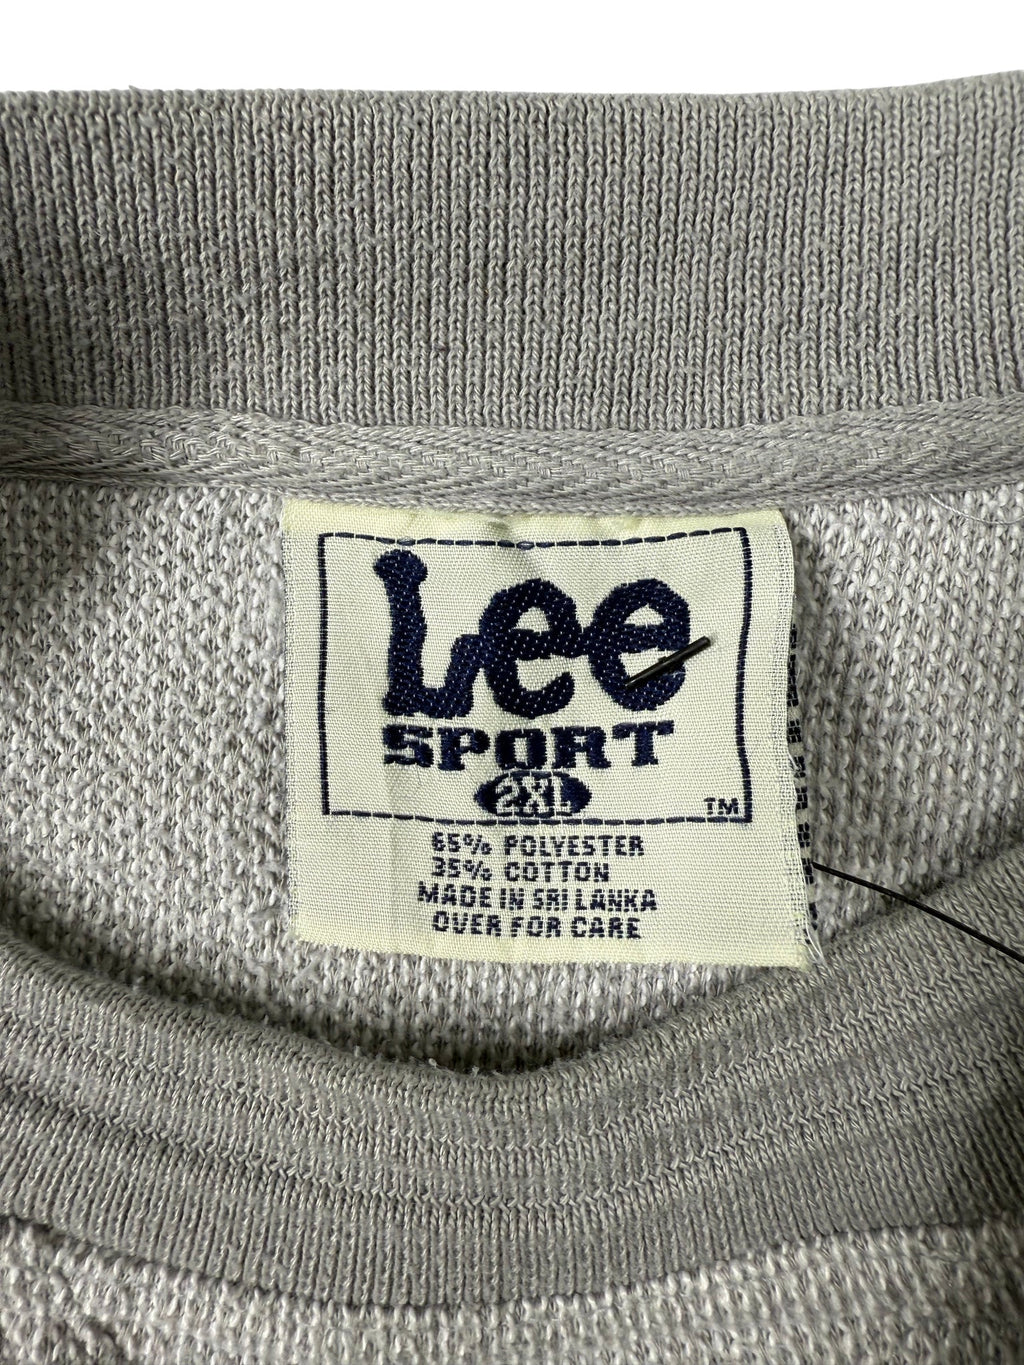 Lee
SPORT
2XL
TM
65% POLYESTER
35% COTTON
MADE IN SRI LANKA
OVER FOR CARE